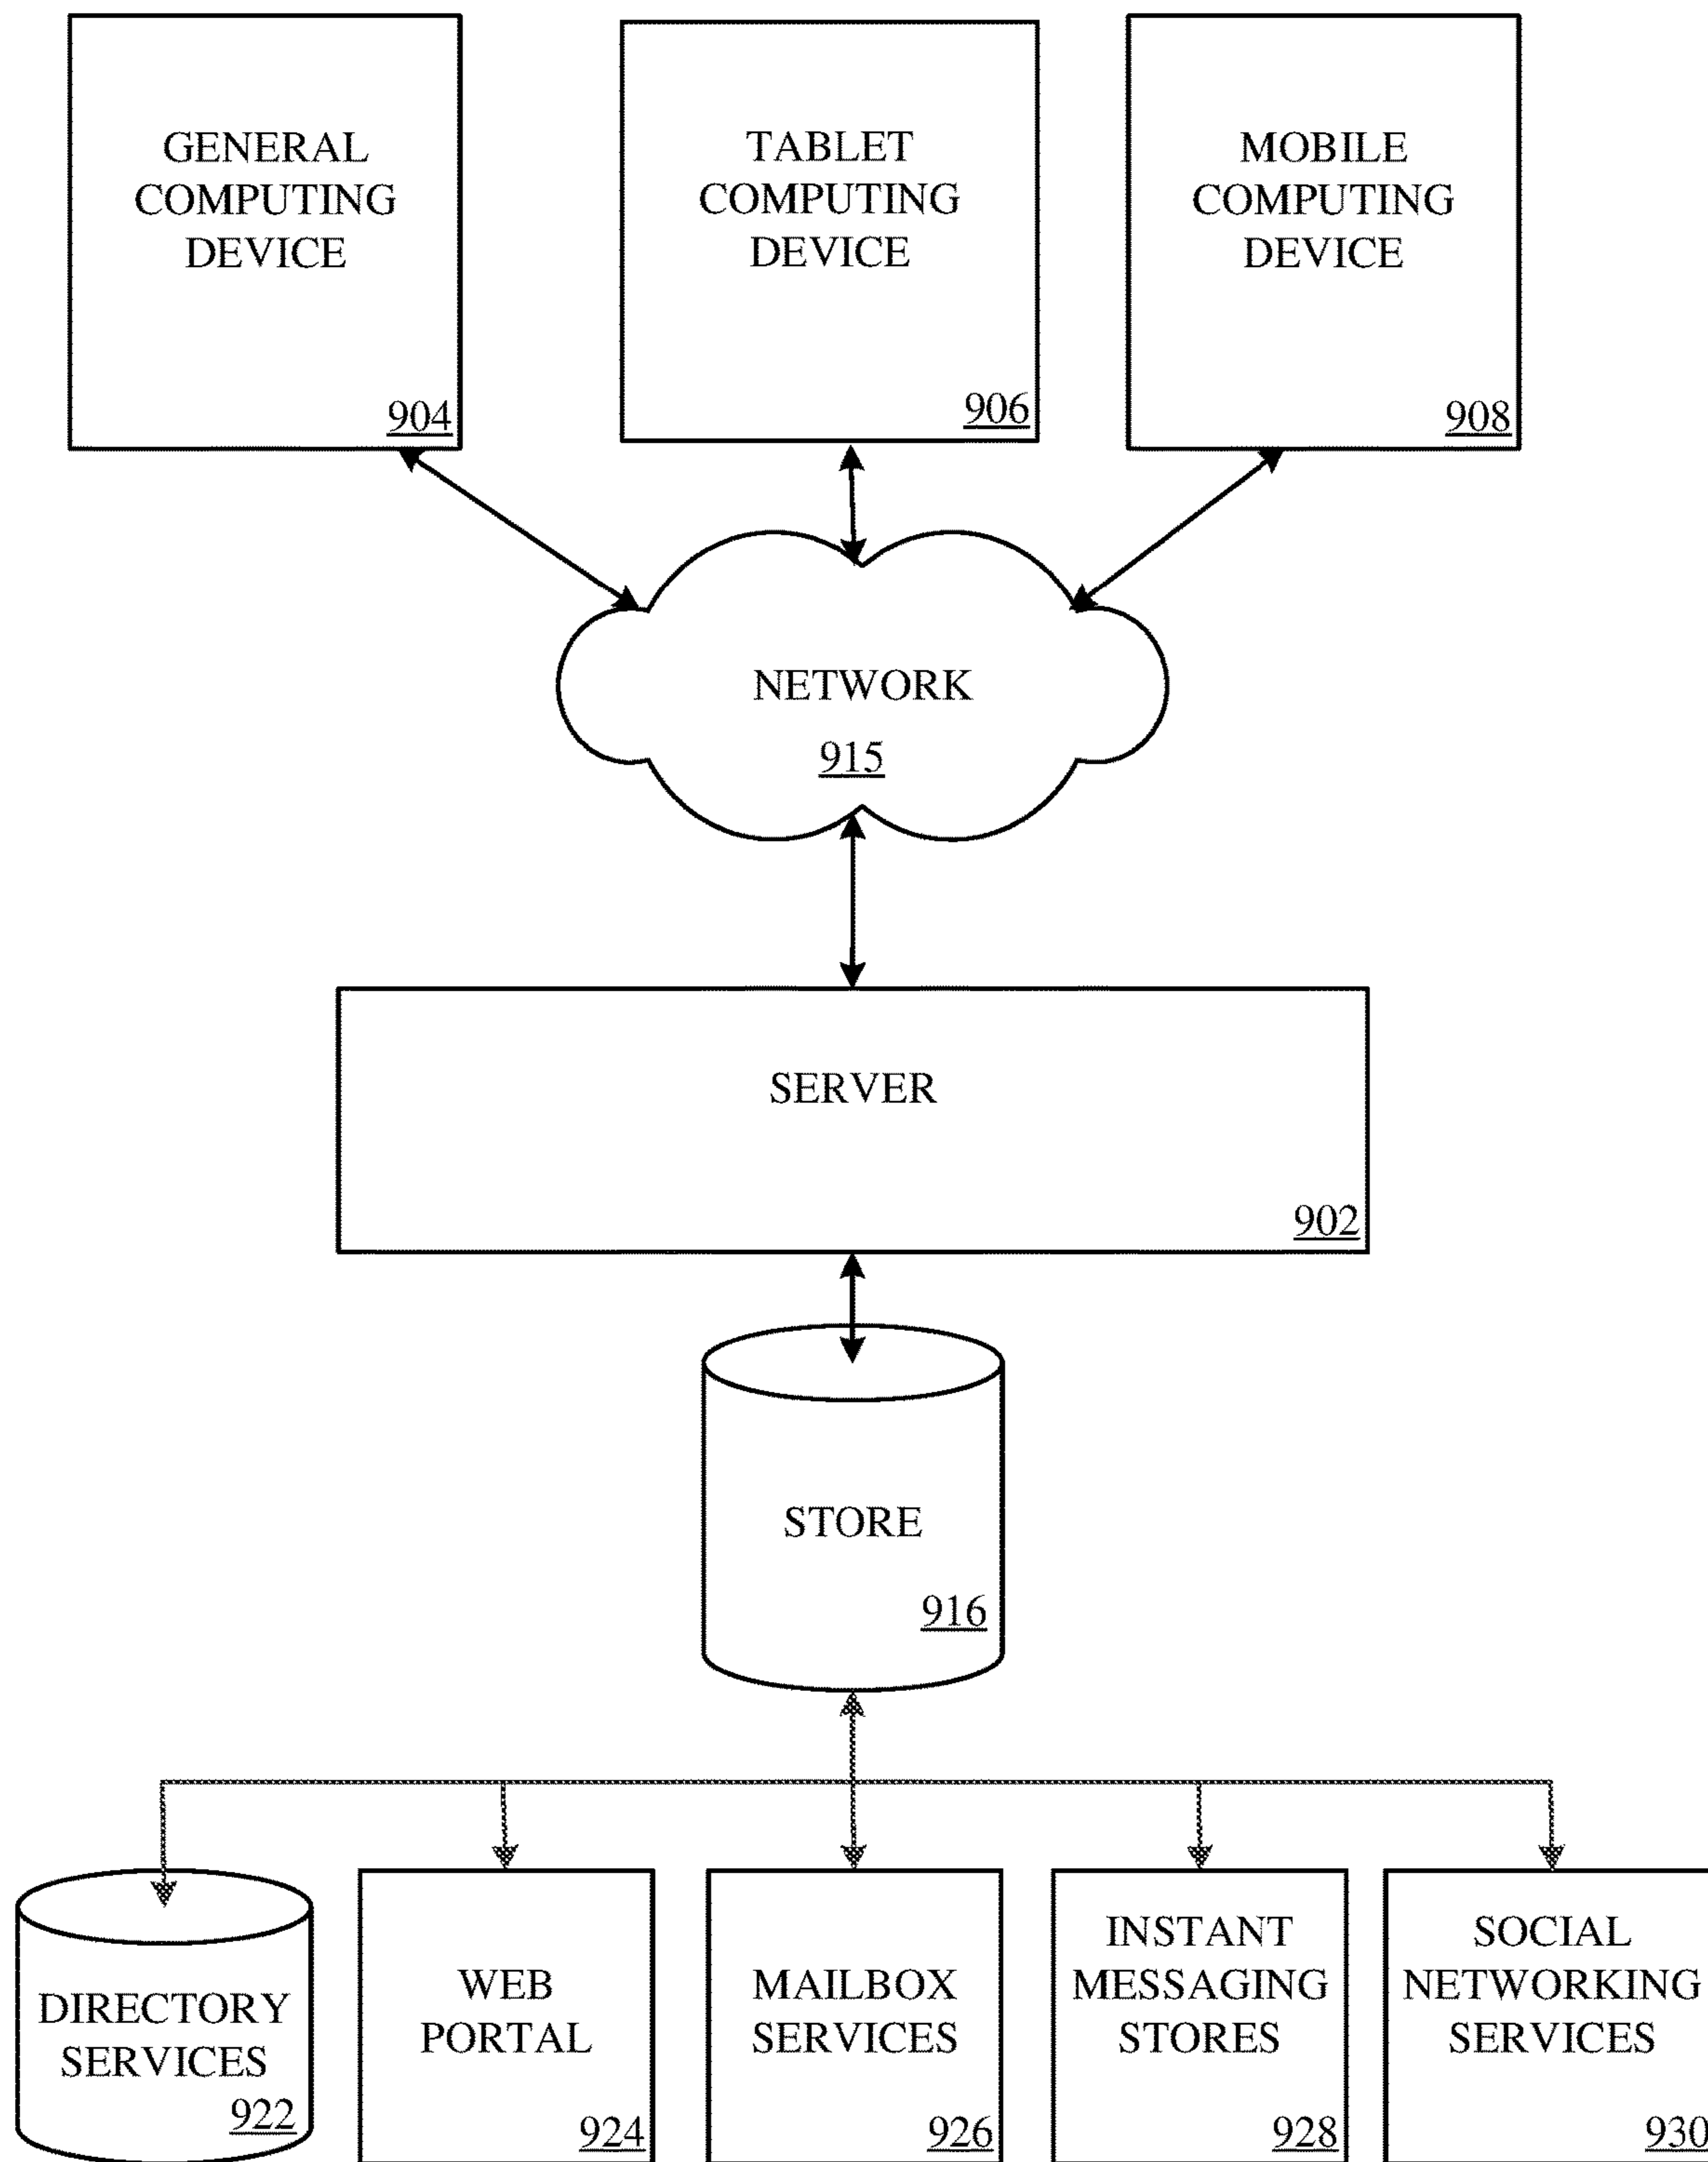 GENERAL
COMPUTING
DEVICE
904
TABLET
COMPUTING
DEVICE
906
MOBILE
COMPUTING
DEVICE
908
NETWORK
915
SERVER
902
STORE
916
DIRECTORY
SERVICES
922
WEB
PORTAL
924
MAILBOX
SERVICES
926
INSTANT
MESSAGING
STORES
928
SOCIAL
NETWORKING
SERVICES
930